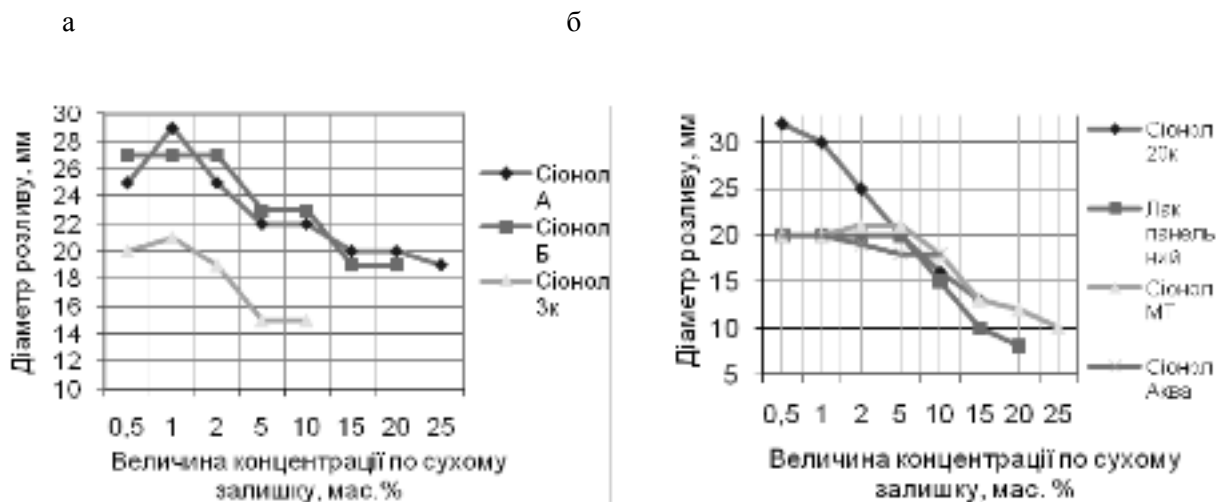 а
б
Діаметр розливу, мм
30
28
26
24
22
20
18
16
14
12
10
0,5 1 2 5 10 15 20 25
Величина концентрації по сухому
залишку, мас.%
Сіонол
А
Сіонол
Б
Сіонол
3к
Діаметр розливу, мм
30
25
20
15
10
5
0,5 1 2 5 10 15 20 25
Величина концентрації по сухому
залишку, мас.%
Сіонол
20к
Лак
панель
ний
Сіонол
МТ
Сіонол
Аква